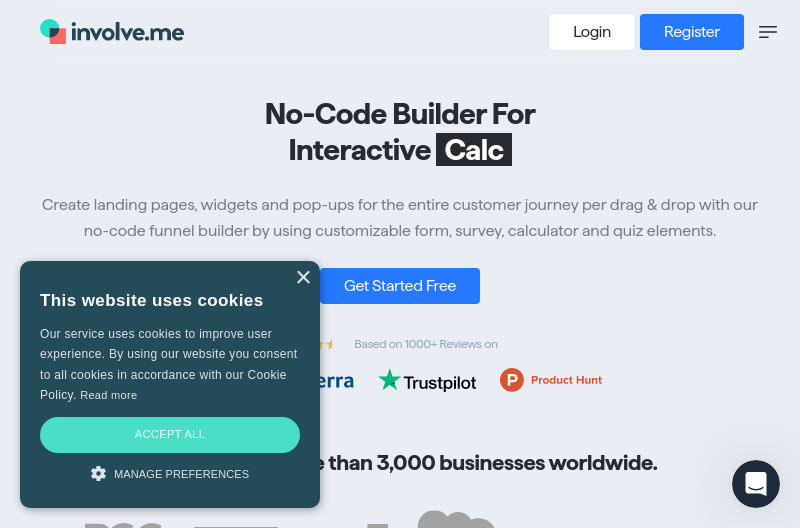 involve.me
Login
Register
No-Code Builder For
Interactive Calc
Create landing pages, widgets and pop-ups for the entire customer journey per drag & drop with our
no-code funnel builder by using customizable form, survey, calculator and quiz elements.
Get Started Free
This website uses cookies
Our service uses cookies to improve user
experience. By using our website you consent
to all cookies in accordance with our Cookie
Policy. Read more
ACCEPT ALL
MANAGE PREFERENCES
Based on 1000+ Reviews on
erra
Trustpilot
P Product Hunt
e than 3,000 businesses worldwide.